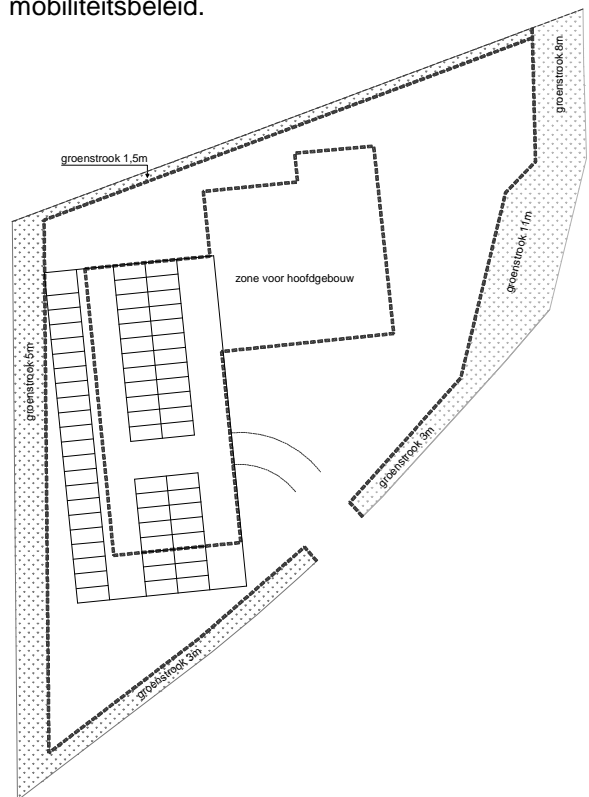 mobiliteitsbeleid.
groenstrook 8m
groenstrook 1,5m
groenstrook 11m
zone voor hoofdgebouw
groenstrook 5m
groenstrook 3m
groenstrook 3m